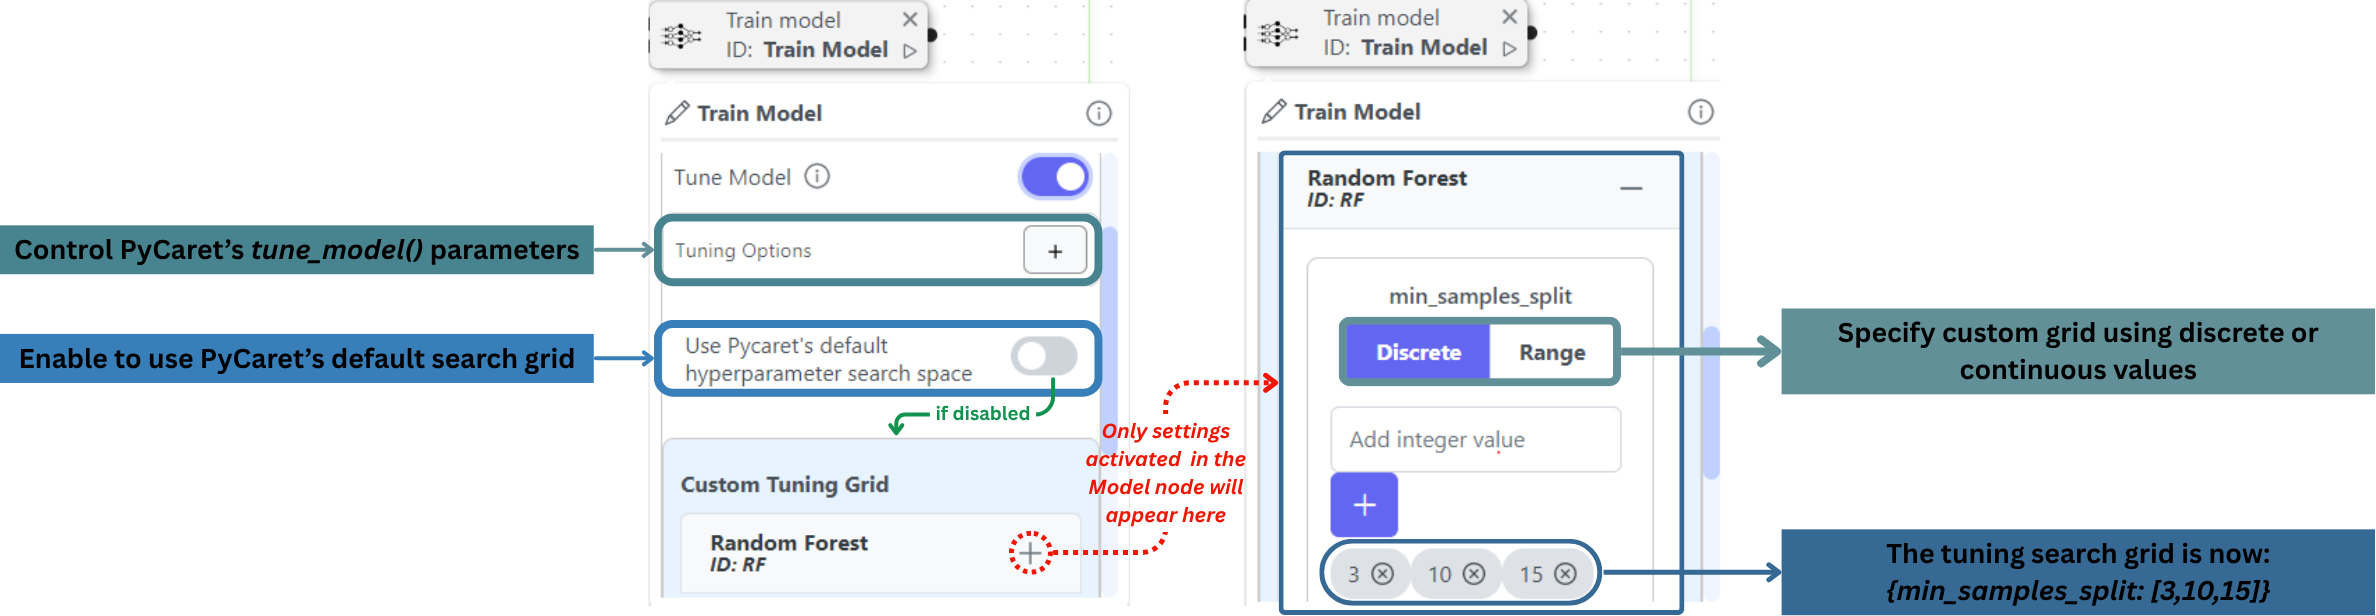 Train model
ID: Train Model
Train Model
Tune Model
Control PyCaret’s tune_model() parameters
Tuning Options
+
Enable to use PyCaret’s default search grid
Use Pycaret's default
hyperparameter search space
if disabled
Custom Tuning Grid
Random Forest
ID: RF
Only settings
activated in the
Model node will
appear here
Train model
ID: Train Model
Train Model
Random Forest
ID: RF
min_samples_split
Discrete Range
Specify custom grid using discrete or
continuous values
Add integer value
+
3 10 15
The tuning search grid is now:
{min_samples_split: [3,10,15]}